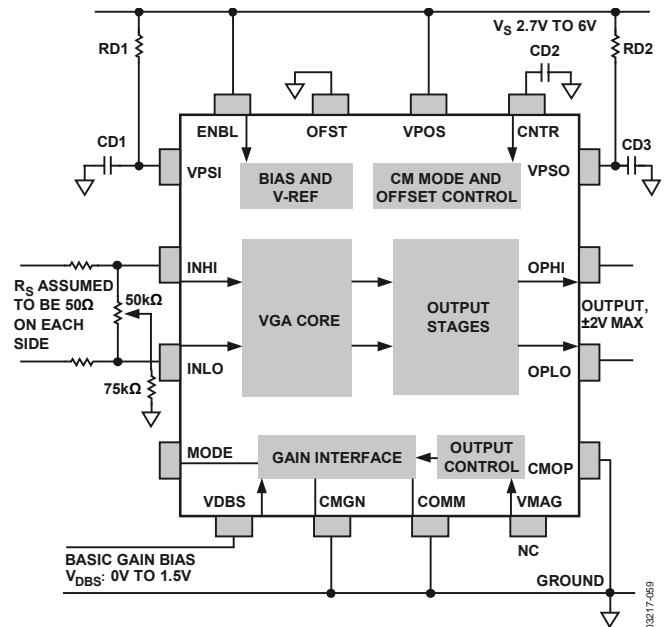 VS 2.7V TO 6V
RD1
CD2
RD2
ENBL
OFST
VPOS
CNTR
CD1
CD3
VPSI
VPSO
BIAS AND
V-REF
CM MODE AND
OFFSET CONTROL
INHI
OPHI
RS ASSUMED
TO BE 50Ω
ON EACH
SIDE
50kΩ
VGA CORE
OUTPUT
STAGES
OUTPUT,
±2V MAX
INLO
OPLO
75kΩ
MODE
GAIN INTERFACE
OUTPUT
CONTROL
CMOP
VDBS
CMGN
COMM
VMAG
NC
BASIC GAIN BIAS
VDBS: 0V TO 1.5V
GROUND
03217-059